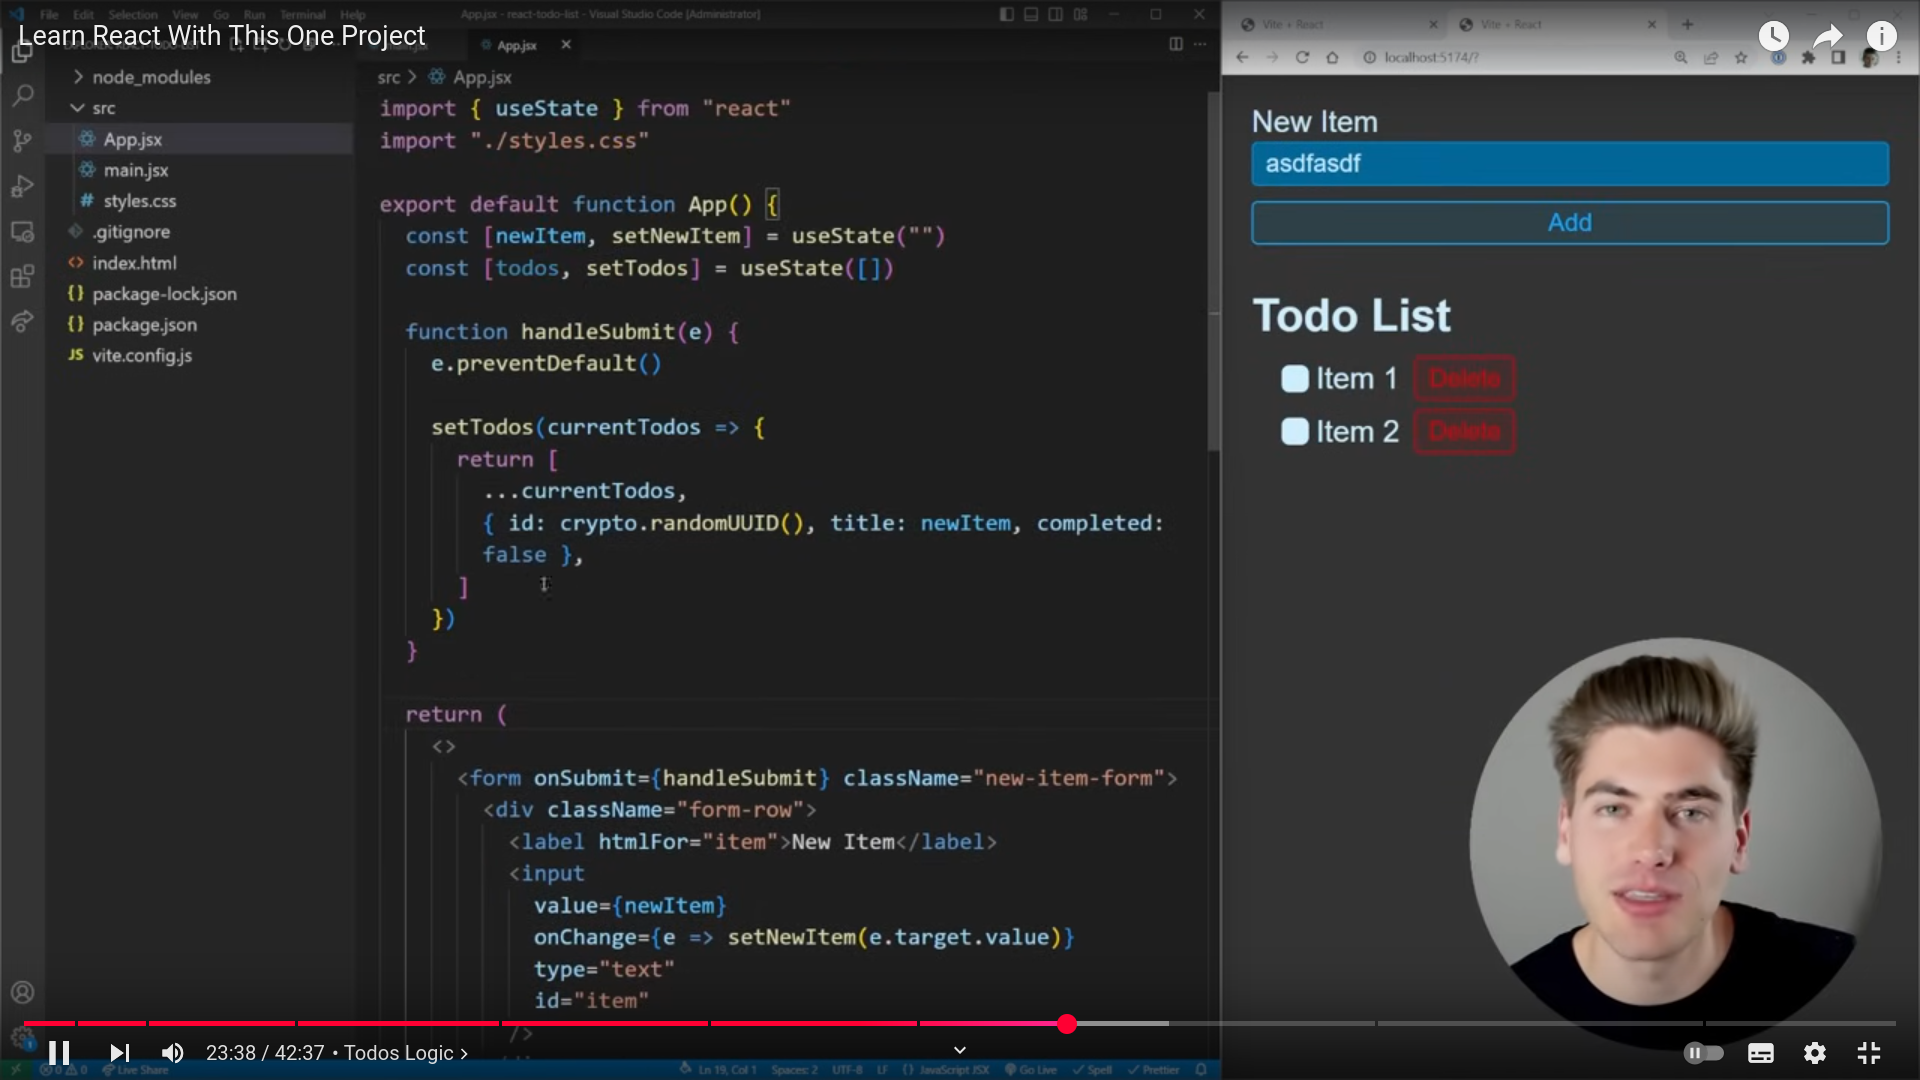 File Edit Selection View Go Run Terminal Help
App.jsx - react-todo-list - Visual Studio Code [Administrator]
Learn React With This One Project
App.jsx
node_modules
src
App.jsx
main.jsx
styles.css
.gitignore
index.html
package-lock.json
package.json
JS vite.config.js
src > App.jsx
import { useState } from "react"
import "./styles.css"
export default function App() {
const [newItem, setNewItem] = useState("")
const [todos, setTodos] = useState([])
function handleSubmit(e) {
e.preventDefault()
setTodos(currentTodos => {
return [
...currentTodos,
{ id: crypto.randomUUID(), title: newItem, completed:
false },
]
})
}
return (
<>
<form onSubmit={handleSubmit} className="new-item-form">
<div className="form-row">
<label htmlFor="item">New Item</label>
<input
value={newItem}
onChange={e => setNewItem(e.target.value)}
type="text"
id="item"
/>
Vite + React
Vite + React
localhost:5174/?
New Item
asdfasdf
Add
Todo List
Item 1 Delete
Item 2 Delete
23:38 / 42:37 • Todos Logic >
Live Share
Ln 19, Col 1 Spaces: 2 UTF-8 LF {} JavaScript JSX Go Live Spell Prettier